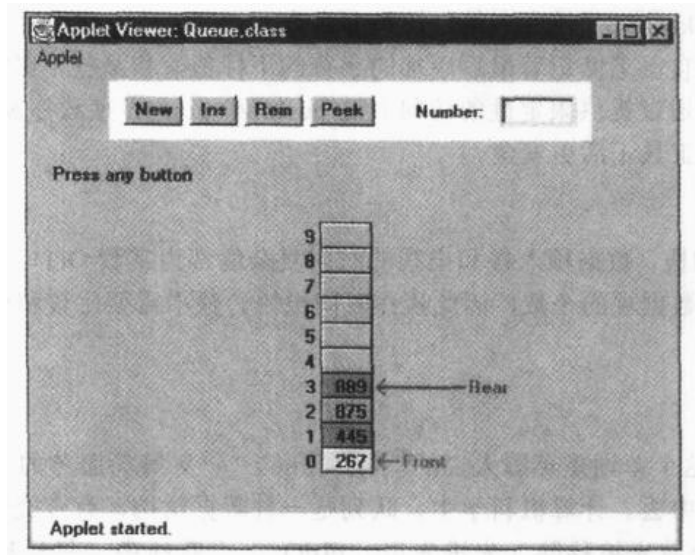 Applet Viewer: Queue.class
Applet
New Ins Rem Peek Number:
Press any button
9
8
7
6
5
4
3 889 Rear
2 875
1 445
0 267 Front
Applet started.